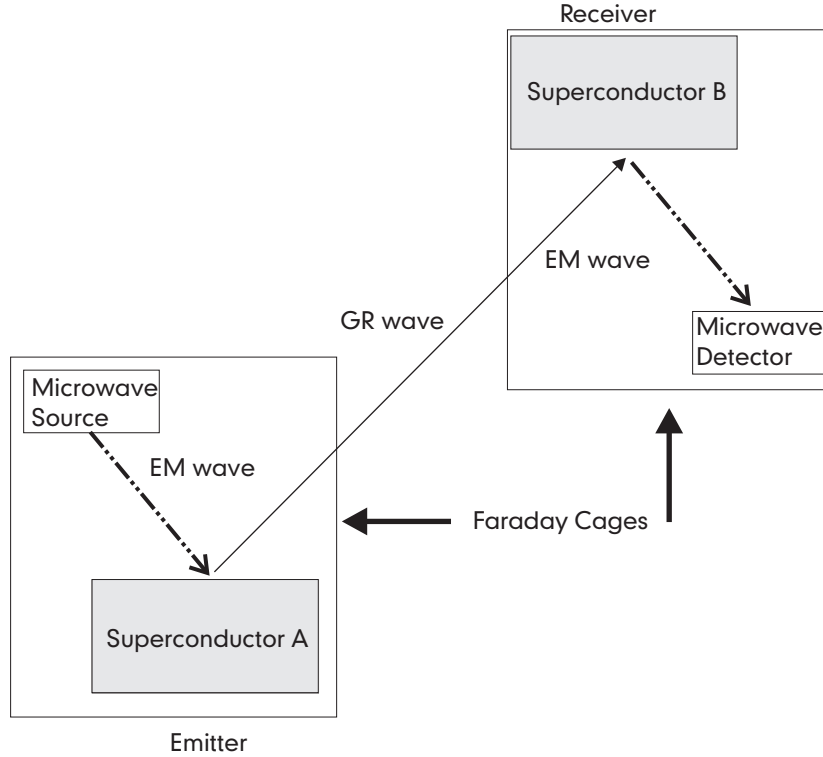 Receiver
Superconductor B
EM wave
GR wave
Microwave
Detector
Microwave
Source
EM wave
Faraday Cages
Superconductor A
Emitter